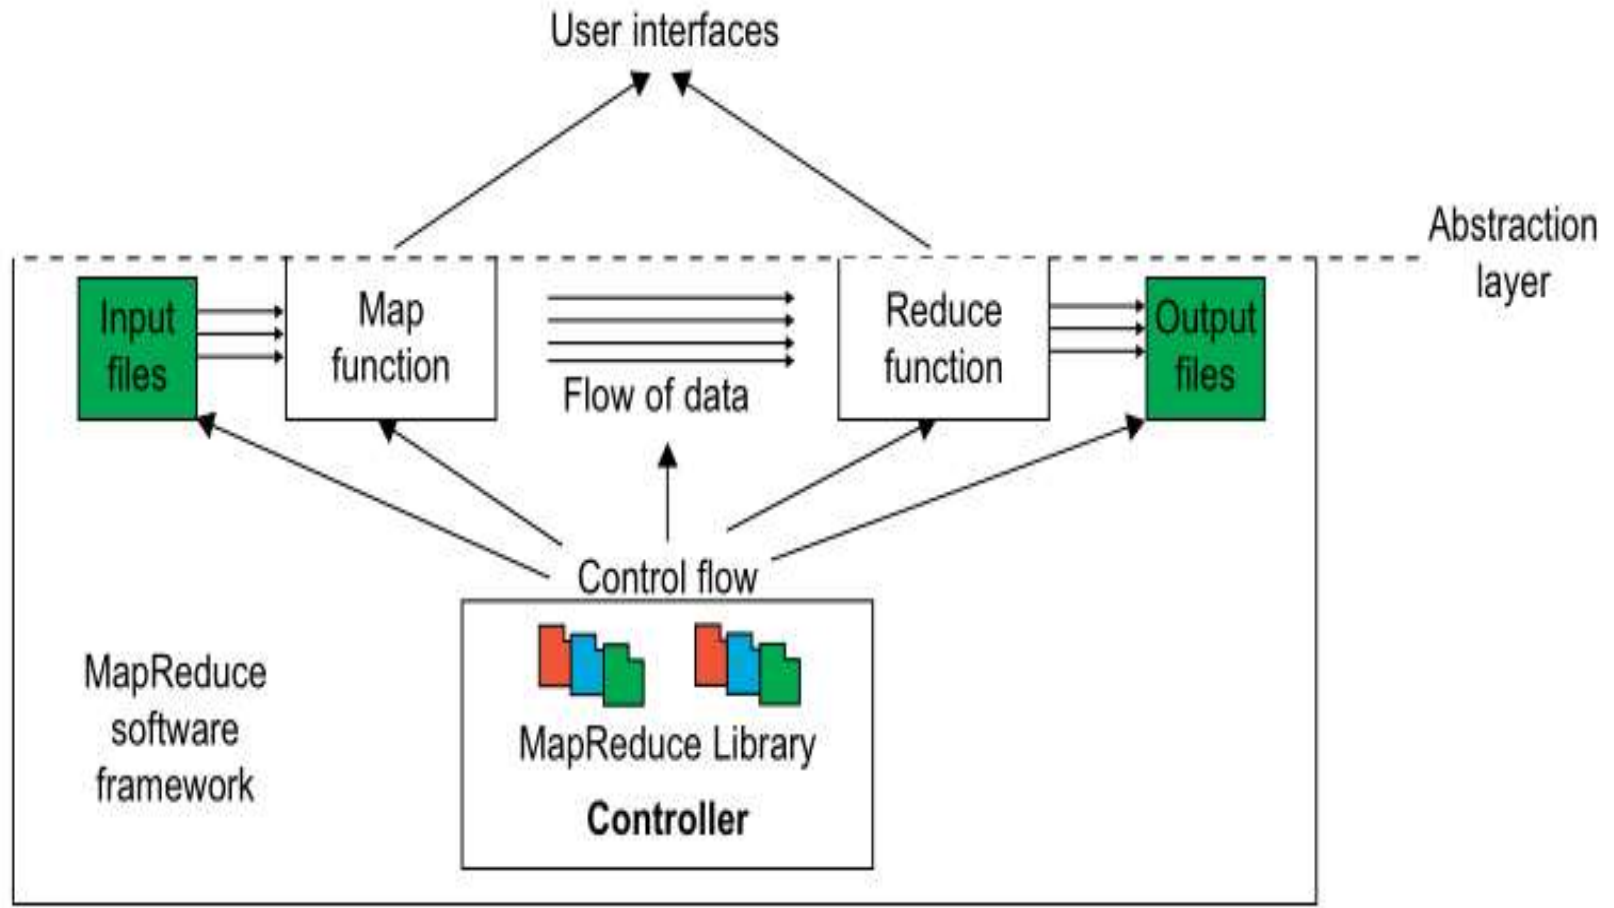 User interfaces
Abstraction
layer
Input
files
Map
function
Flow of data
Reduce
function
Output
files
Control flow
MapReduce
software
framework
MapReduce Library
Controller